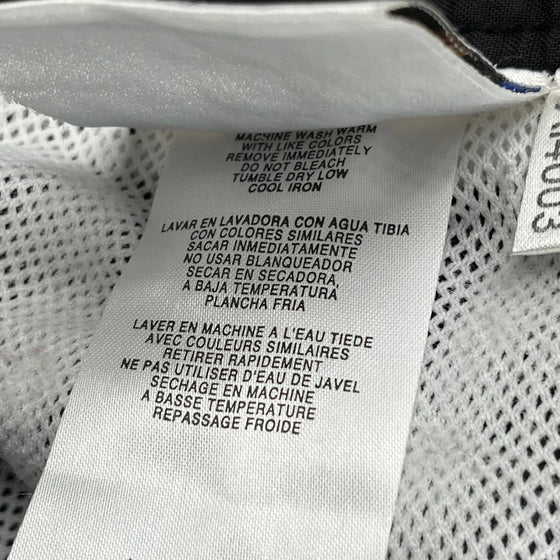 MACHINE WASH WARM
WITH LIKE COLORS
REMOVE IMMEDIATELY
DO NOT BLEACH
TUMBLE DRY LOW
COOL IRON
LAVAR EN LAVADORA CON AGUA TIBIA
CON COLORES SIMILARES
SACAR INMEDIATAMENTE
NO USAR BLANQUEADOR
SECAR EN SECADORA
A BAJA TEMPERATURA
PLANCHA FRIA
LAVER EN MACHINE A L'EAU TIEDE
AVEC COULEURS SIMILAIRES
RETIRER RAPIDEMENT
NE PAS UTILISER D'EAU DE JAVEL
SECHAGE EN MACHINE
A BASSE TEMPERATURE
REPASSAGE FROIDE
4003